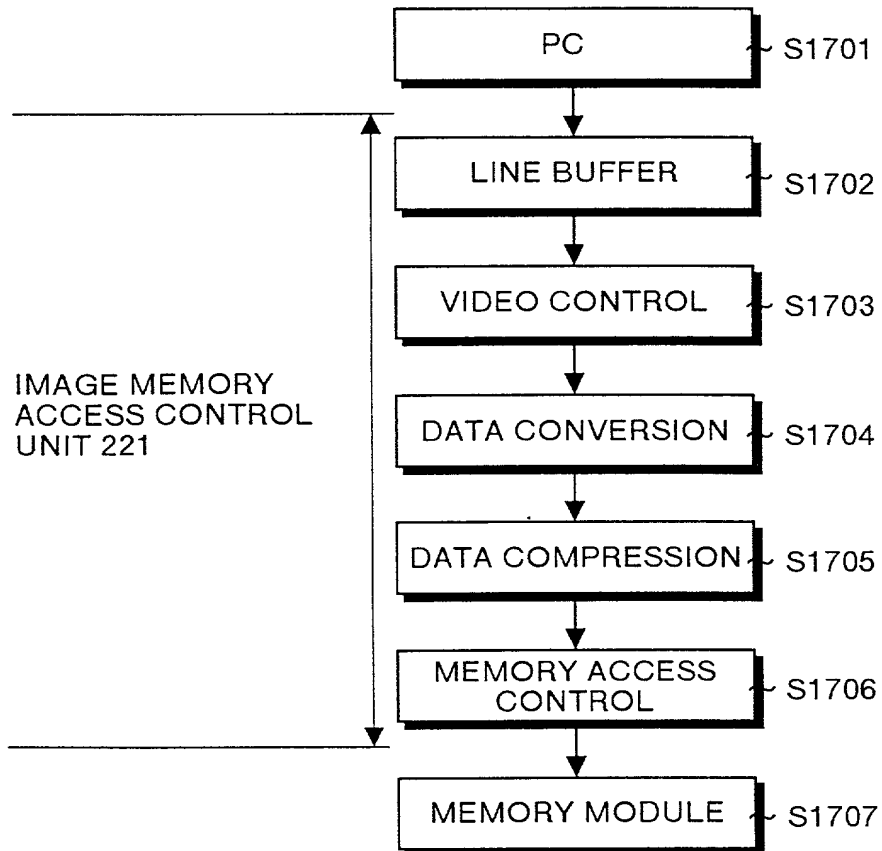 PC
S1701
LINE BUFFER
S1702
VIDEO CONTROL
S1703
IMAGE MEMORY
ACCESS CONTROL
UNIT 221
DATA CONVERSION
S1704
DATA COMPRESSION
S1705
MEMORY ACCESS
CONTROL
S1706
MEMORY MODULE
S1707